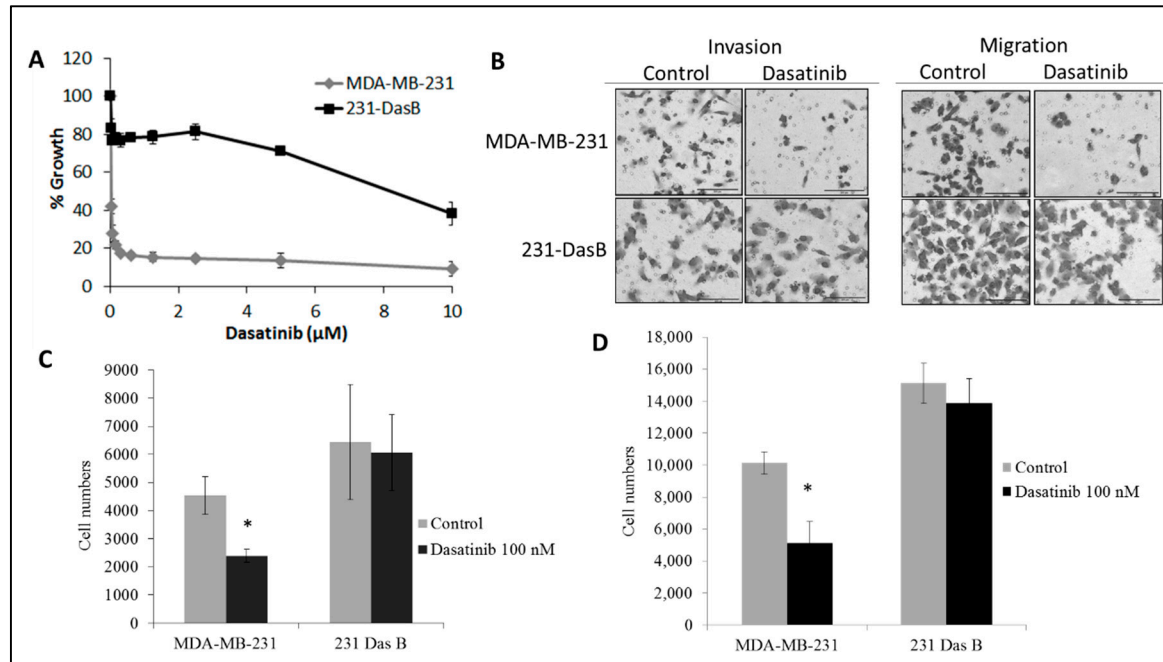 A
120
100
80
60
40
20
0
% Growth
0
2
4
6
8
10
Dasatinib (µM)
MDA-MB-231
231-DasB
B
Invasion
Migration
Control
Dasatinib
Control
Dasatinib
MDA-MB-231
231-DasB
C
9000
8000
7000
6000
5000
4000
3000
2000
1000
0
Cell numbers
*
MDA-MB-231
231 Das B
Control
Dasatinib 100 nM
D
16,000
14,000
12,000
10,000
8,000
6,000
4,000
2,000
0
Cell numbers
*
MDA-MB-231
231 Das B
Control
Dasatinib 100 nM